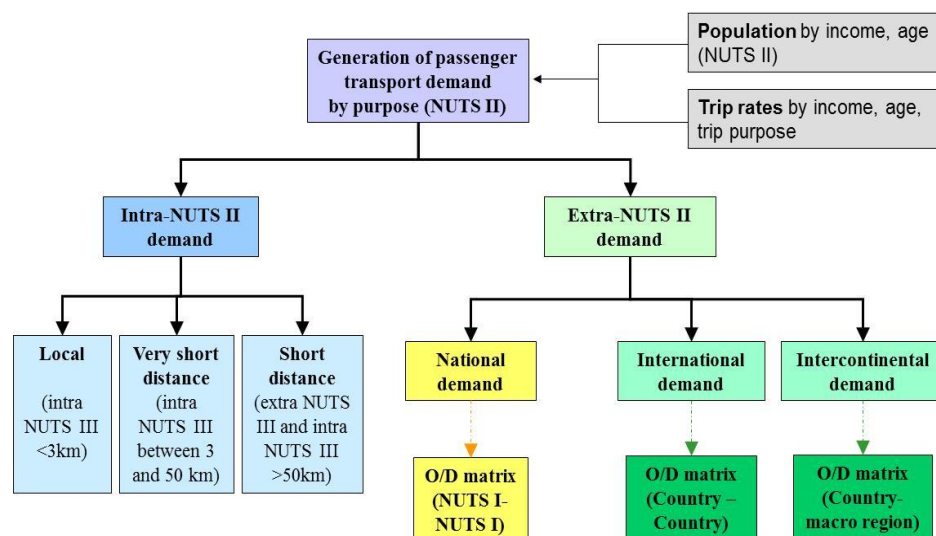 Generation of passenger
transport demand
by purpose (NUTS II)
Population by income, age
(NUTS II)
Trip rates by income, age,
trip purpose
Intra-NUTS II
demand
Extra-NUTS II
demand
Local
(intra
NUTS III
<3km)
Very short
distance
(intra
NUTS III
between 3
and 50 km)
Short
distance
(extra NUTS
III and intra
NUTS III
>50km)
National
demand
International
demand
Intercontinental
demand
O/D matrix
(NUTS I-
NUTS I)
O/D matrix
(Country –
Country)
O/D matrix
(Country-
macro region)